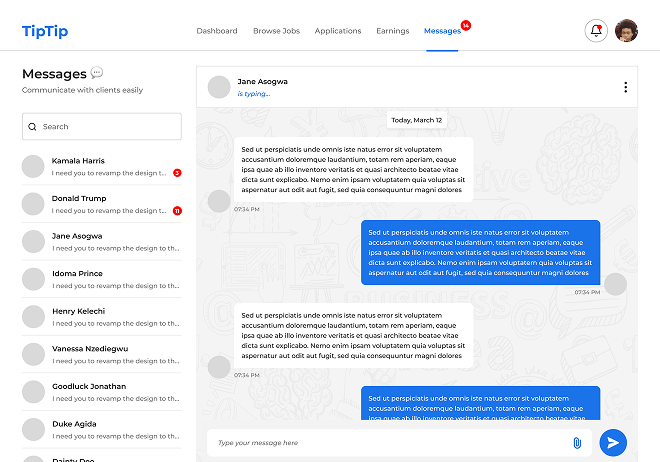 TipTip
Dashboard
Browse Jobs
Applications
Earnings
Messages
14
Messages
Communicate with clients easily
Search
Kamala Harris
I need you to revamp the design t...
3
Donald Trump
I need you to revamp the design t...
11
Jane Asogwa
I need you to revamp the design to th...
Idoma Prince
I need you to revamp the design to th...
Henry Kelechi
I need you to revamp the design to th...
Vanessa Nzediegwu
I need you to revamp the design to th...
Goodluck Jonathan
I need you to revamp the design to th...
Duke Agida
I need you to revamp the design to th...
Dainty Dee
Jane Asogwa
is typing...
Today, March 12
Sed ut perspiciatis unde omnis iste natus error sit voluptatem
accusantium doloremque laudantium, totam rem aperiam, eaque
ipsa quae ab illo inventore veritatis et quasi architecto beatae vitae
dicta sunt explicabo. Nemo enim ipsam voluptatem quia voluptas sit
aspernatur aut odit aut fugit, sed quia consequuntur magni dolores
07:34 PM
Sed ut perspiciatis unde omnis iste natus error sit voluptatem
accusantium doloremque laudantium, totam rem aperiam, eaque
ipsa quae ab illo inventore veritatis et quasi architecto beatae vitae
dicta sunt explicabo. Nemo enim ipsam voluptatem quia voluptas sit
aspernatur aut odit aut fugit, sed quia consequuntur magni dolores
07:34 PM
Sed ut perspiciatis unde omnis iste natus error sit voluptatem
accusantium doloremque laudantium, totam rem aperiam, eaque
ipsa quae ab illo inventore veritatis et quasi architecto beatae vitae
dicta sunt explicabo. Nemo enim ipsam voluptatem quia voluptas sit
aspernatur aut odit aut fugit, sed quia consequuntur magni dolores
07:34 PM
Sed ut perspiciatis unde omnis iste natus error sit voluptatem
accusantium doloremque laudantium, totam rem aperiam, eaque
ipsa quae ab illo inventore veritatis et quasi architecto beatae vitae
Type your message here